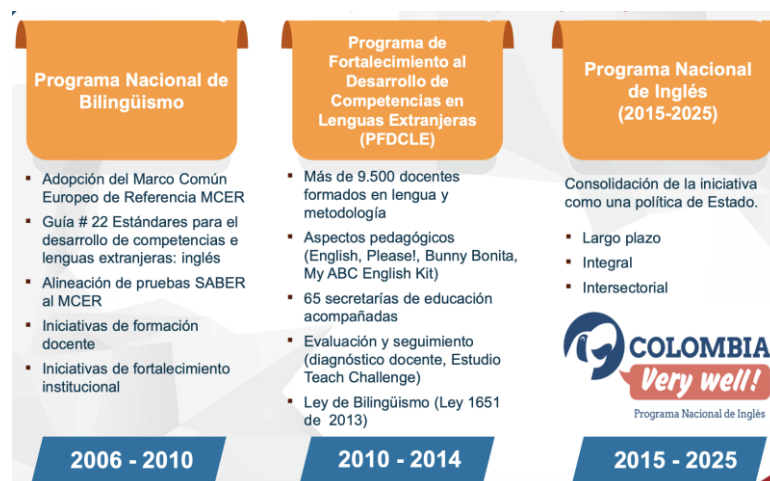 Programa Nacional de
Bilingüismo
▪ Adopción del Marco Común
Europeo de Referencia MCER
▪ Guía # 22 Estándares para el
desarrollo de competencias e
lenguas extranjeras: inglés
▪ Alineación de pruebas SABER
al MCER
▪ Iniciativas de formación
docente
▪ Iniciativas de fortalecimiento
institucional
2006 - 2010
Programa de
Fortalecimiento al
Desarrollo de
Competencias en
Lenguas Extranjeras
(PFDCLE)
▪ Más de 9.500 docentes
formados en lengua y
metodología
▪ Aspectos pedagógicos
(English, Please!, Bunny Bonita,
My ABC English Kit)
▪ 65 secretarías de educación
acompañadas
▪ Evaluación y seguimiento
(diagnóstico docente, Estudio
Teach Challenge)
▪ Ley de Bilingüismo (Ley 1651
de 2013)
2010 - 2014
Programa Nacional
de Inglés
(2015-2025)
Consolidación de la iniciativa
como una política de Estado.
▪ Largo plazo
▪ Integral
▪ Intersectorial
COLOMBIA
Very well!
Programa Nacional de Inglés
2015 - 2025